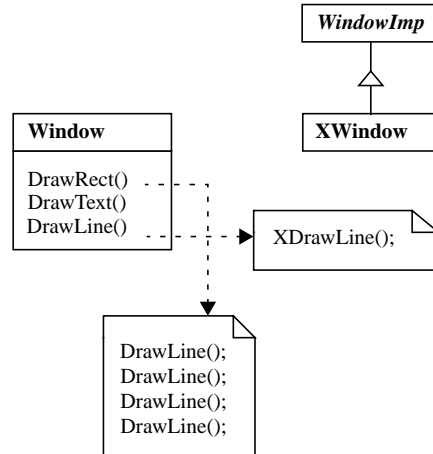 WindowImp
XWindow
Window
DrawRect()
DrawText()
DrawLine()
XDrawLine();
DrawLine();
DrawLine();
DrawLine();
DrawLine();